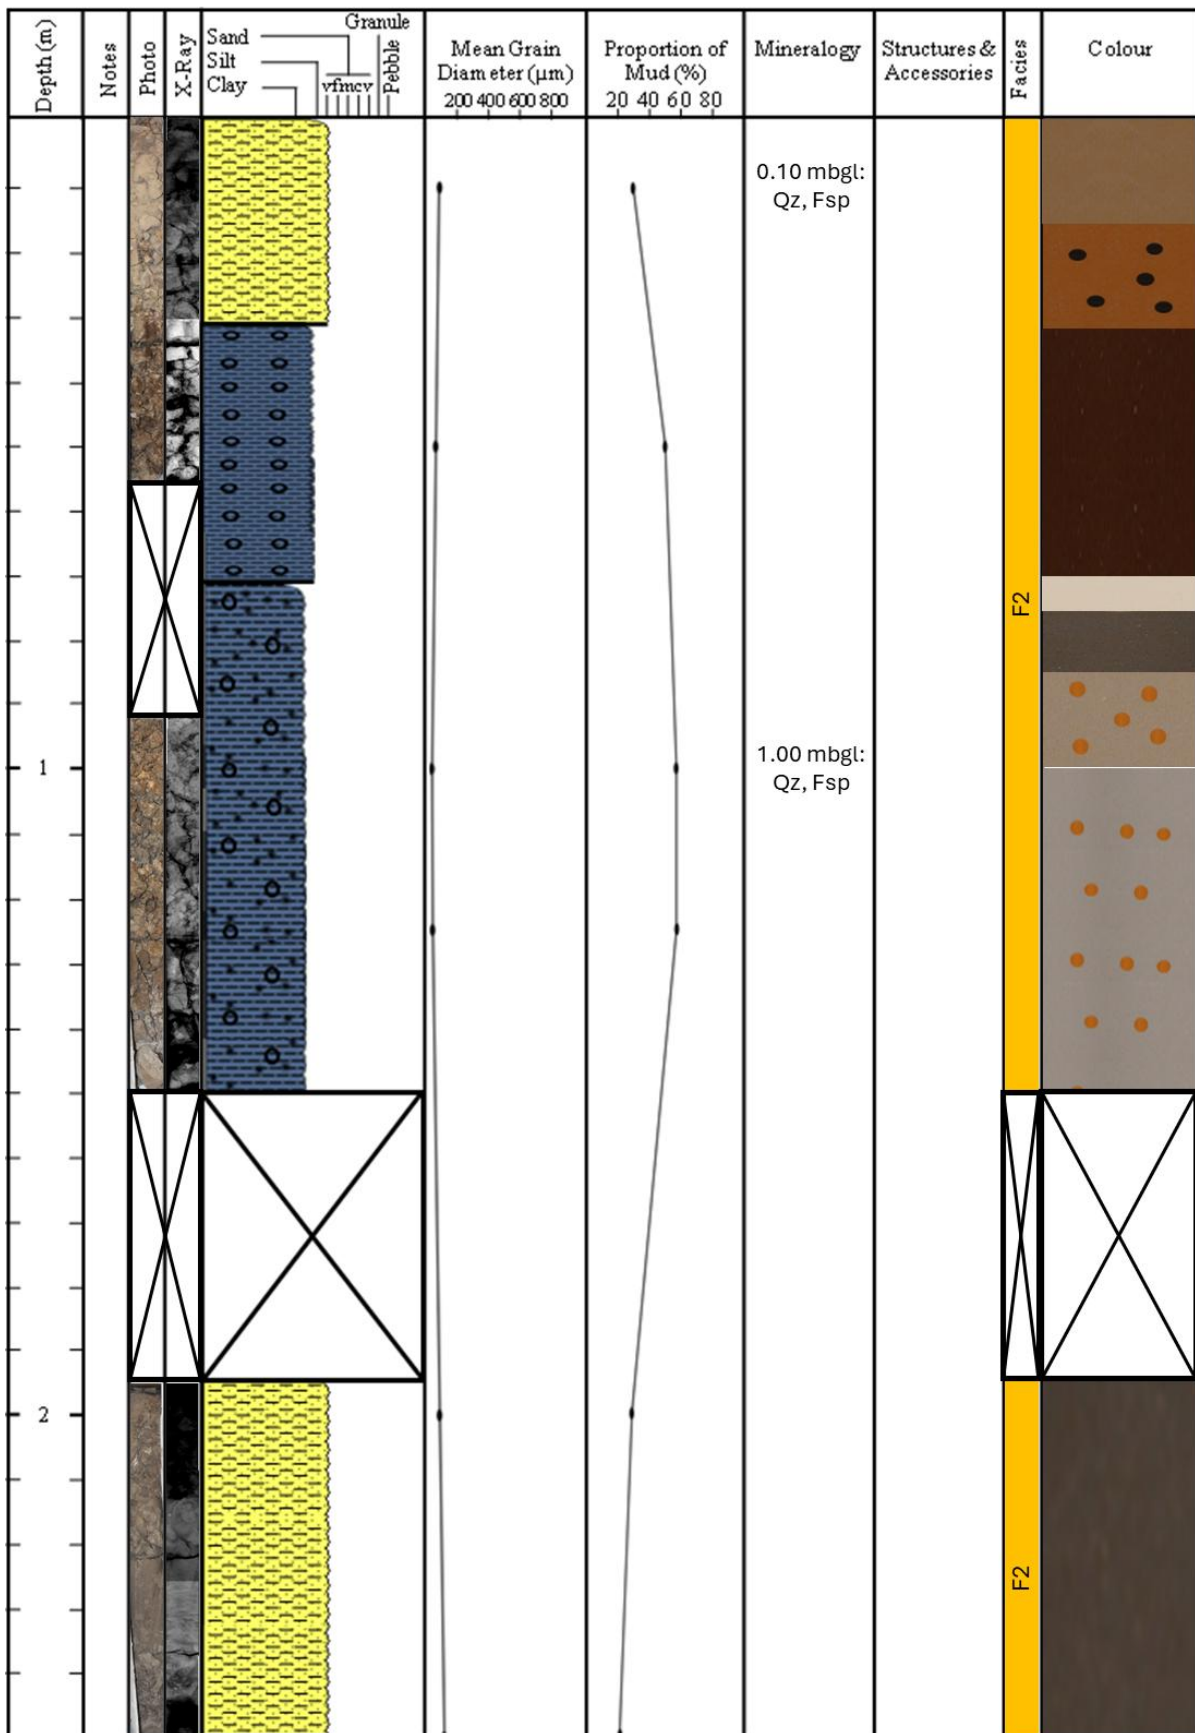 Depth (m)
Notes
Photo
X-Ray
Sand
Silt
Clay
vfmcv
Granule
Pebble
Mean Grain
Diameter (μm)
200 400 600 800
Proportion of
Mud (%)
20 40 60 80
Mineralogy
Structures &
Accessories
Facies
Colour
0.10 mbgl:
Qz, Fsp
F2
1
1.00 mbgl:
Qz, Fsp
2
F2